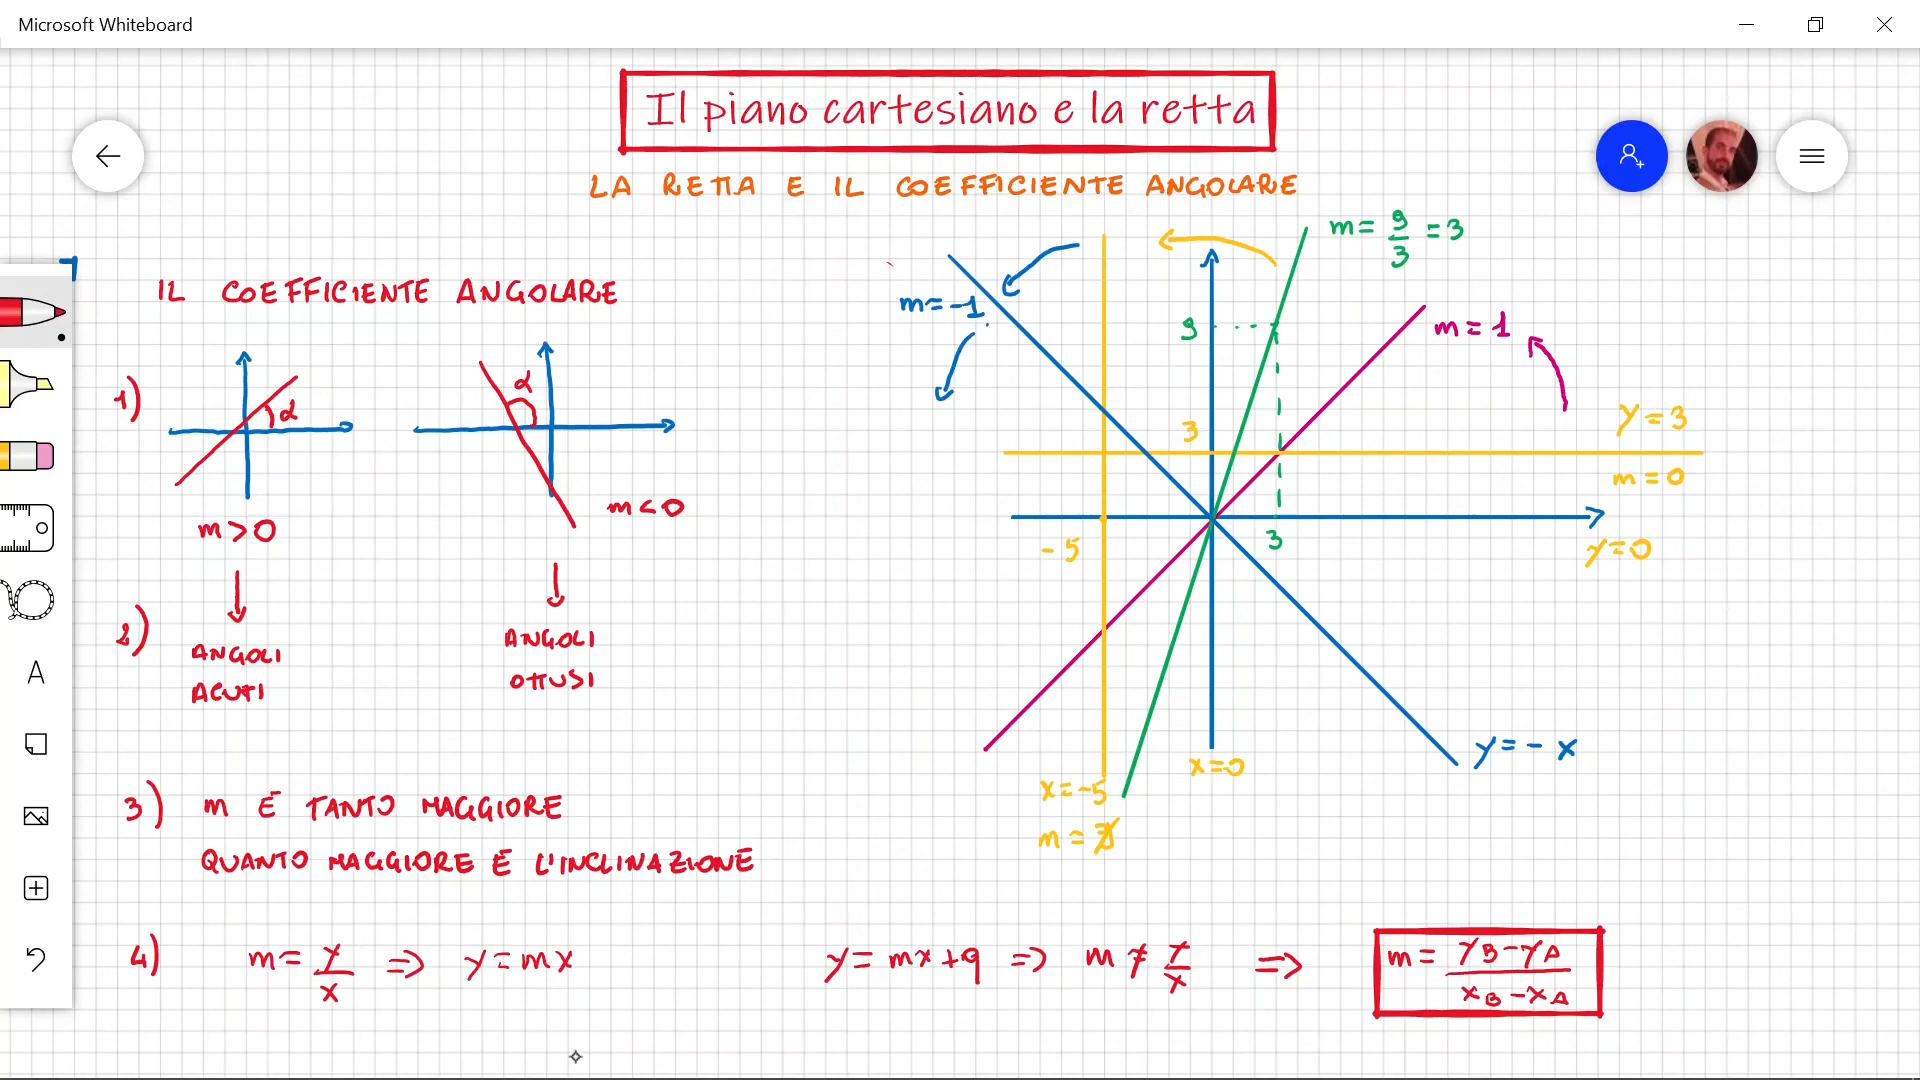 Microsoft Whiteboard
Il piano cartesiano e la retta
LA RETTA E IL COEFFICIENTE ANGOLARE
IL COEFFICIENTE ANGOLARE
1)
α
α
m > 0
m < 0
2)
ANGOLI
ACUTI
ANGOLI
OTTUSI
3) m È TANTO MAGGIORE
QUANTO MAGGIORE È L'INCLINAZIONE
4) m = y/x ⇒ y = mx
y = mx + q ⇒ m ≠ y/x ⇒ m = yB - yA / xB - xA
m = 9/3 = 3
m = -1
9
m = 1
3
y = 3
m = 0
-5
3
y = 0
x = 0
y = - x
x = -5
m = ∄
A